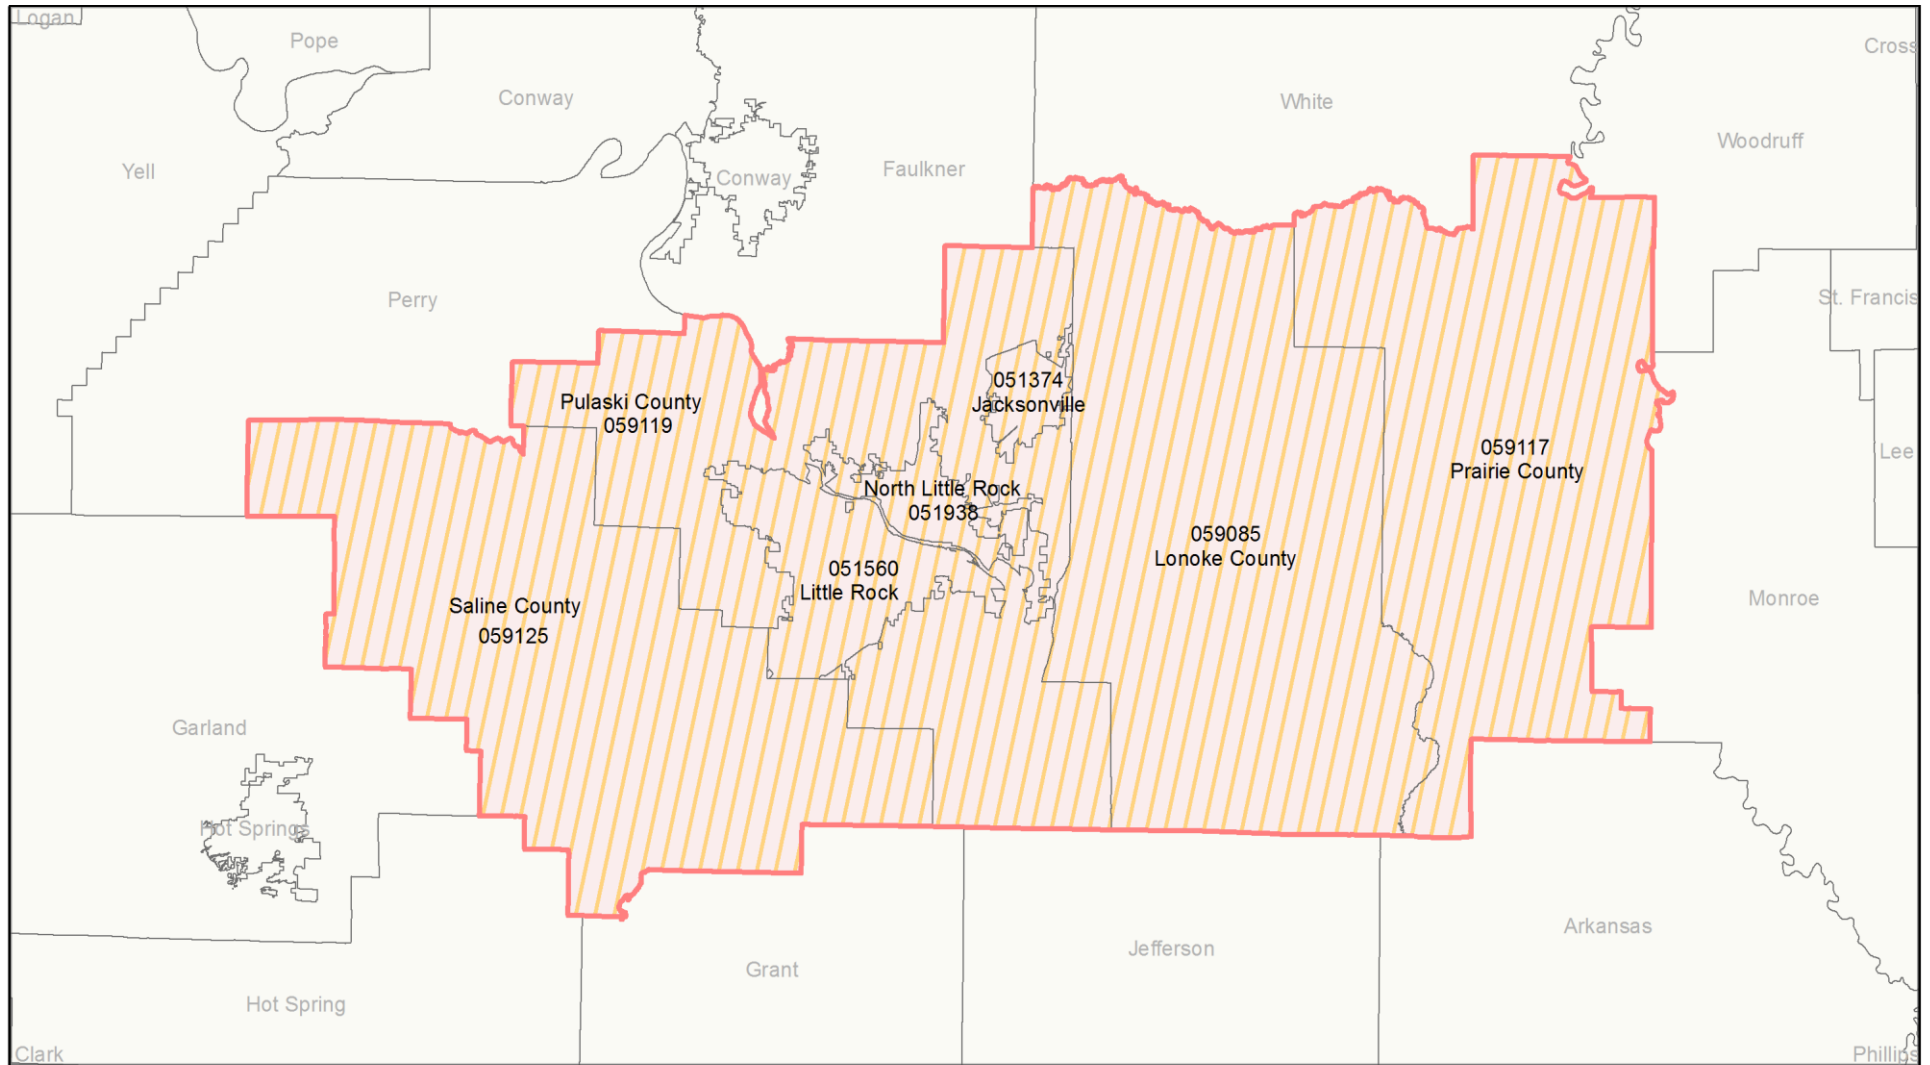 Logan
Pope
Cross
Conway
White
Woodruff
Yell
Faulkner
Conway
Perry
St. Francis
051374
Jacksonville
Pulaski County
059119
Lee
059117
Prairie County
North Little Rock
051938
059085
Lonoke County
051560
Little Rock
Saline County
059125
Monroe
Garland
Hot Springs
Arkansas
Jefferson
Grant
Hot Spring
Clark
Phillips